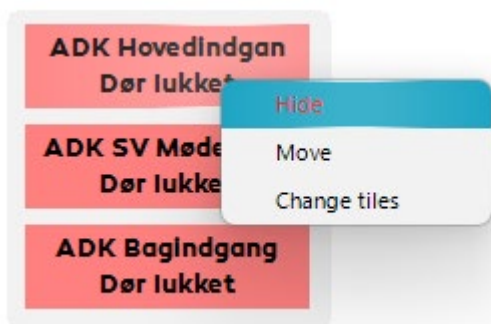 ADK Hovedindgan
Dør lukket
Hide
ADK SV Møde
Dør lukke
Move
Change tiles
ADK Bagindgang
Dør lukket